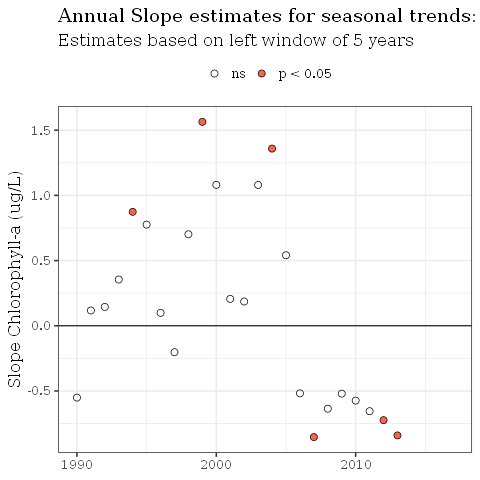 Annual Slope estimates for seasonal trends:
Estimates based on left window of 5 years
ns p < 0.05
Slope Chlorophyll-a (ug/L)
1.5
1.0
0.5
0.0
-0.5
1990 2000 2010